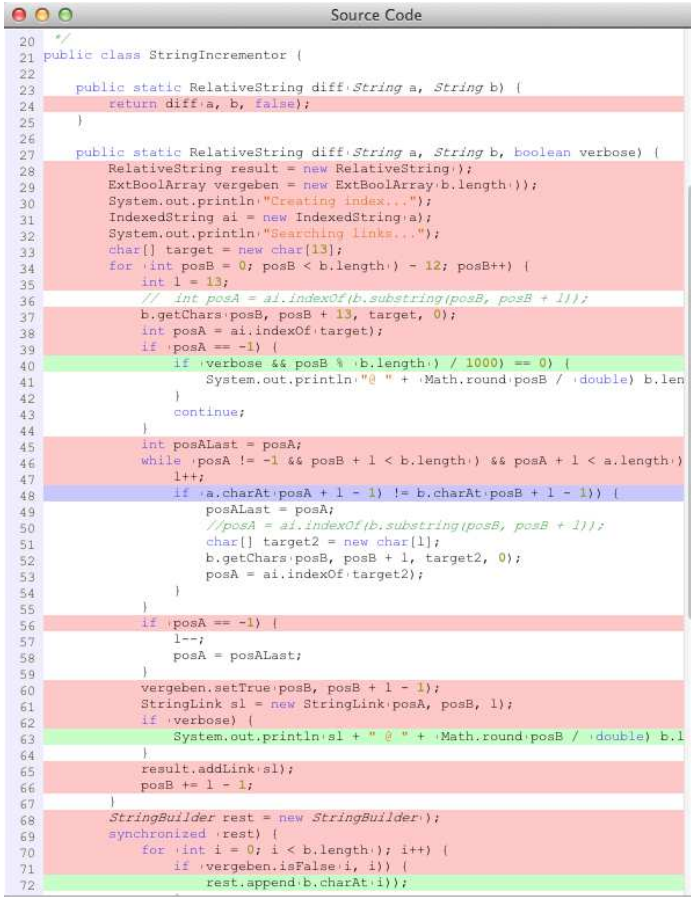 Source Code
20 */
21 public class StringIncrementor {
22
23 public static RelativeString diff(String a, String b) {
24 return diff(a, b, false);
25 }
26
27 public static RelativeString diff(String a, String b, boolean verbose) {
28 RelativeString result = new RelativeString();
29 ExtBoolArray vergeben = new ExtBoolArray(b.length());
30 System.out.println("Creating index...");
31 IndexedString ai = new IndexedString(a);
32 System.out.println("Searching links...");
33 char[] target = new char[13];
34 for (int posB = 0; posB < b.length() - 12; posB++) {
35 int l = 13;
36 // int posA = ai.indexOf(b.substring(posB, posB + l));
37 b.getChars(posB, posB + 13, target, 0);
38 int posA = ai.indexOf(target);
39 if (posA == -1) {
40 if (verbose && posB % (b.length() / 1000) == 0) {
41 System.out.println("@ " + (Math.round(posB / (double) b.len
42 }
43 continue;
44 }
45 int posALast = posA;
46 while (posA != -1 && posB + l < b.length() && posA + l < a.length()
47 l++;
48 if (a.charAt(posA + l - 1) != b.charAt(posB + l - 1)) {
49 posALast = posA;
50 //posA = ai.indexOf(b.substring(posB, posB + l));
51 char[] target2 = new char[l];
52 b.getChars(posB, posB + l, target2, 0);
53 posA = ai.indexOf(target2);
54 }
55 }
56 if (posA == -1) {
57 l--;
58 posA = posALast;
59 }
60 vergeben.setTrue(posB, posB + l - 1);
61 StringLink sl = new StringLink(posA, posB, l);
62 if (verbose) {
63 System.out.println(sl + " @ " + (Math.round(posB / (double) b.l
64 }
65 result.addLink(sl);
66 posB += l - 1;
67 }
68 StringBuilder rest = new StringBuilder();
69 synchronized (rest) {
70 for (int i = 0; i < b.length(); i++) {
71 if (vergeben.isFalse(i, i)) {
72 rest.append(b.charAt(i));